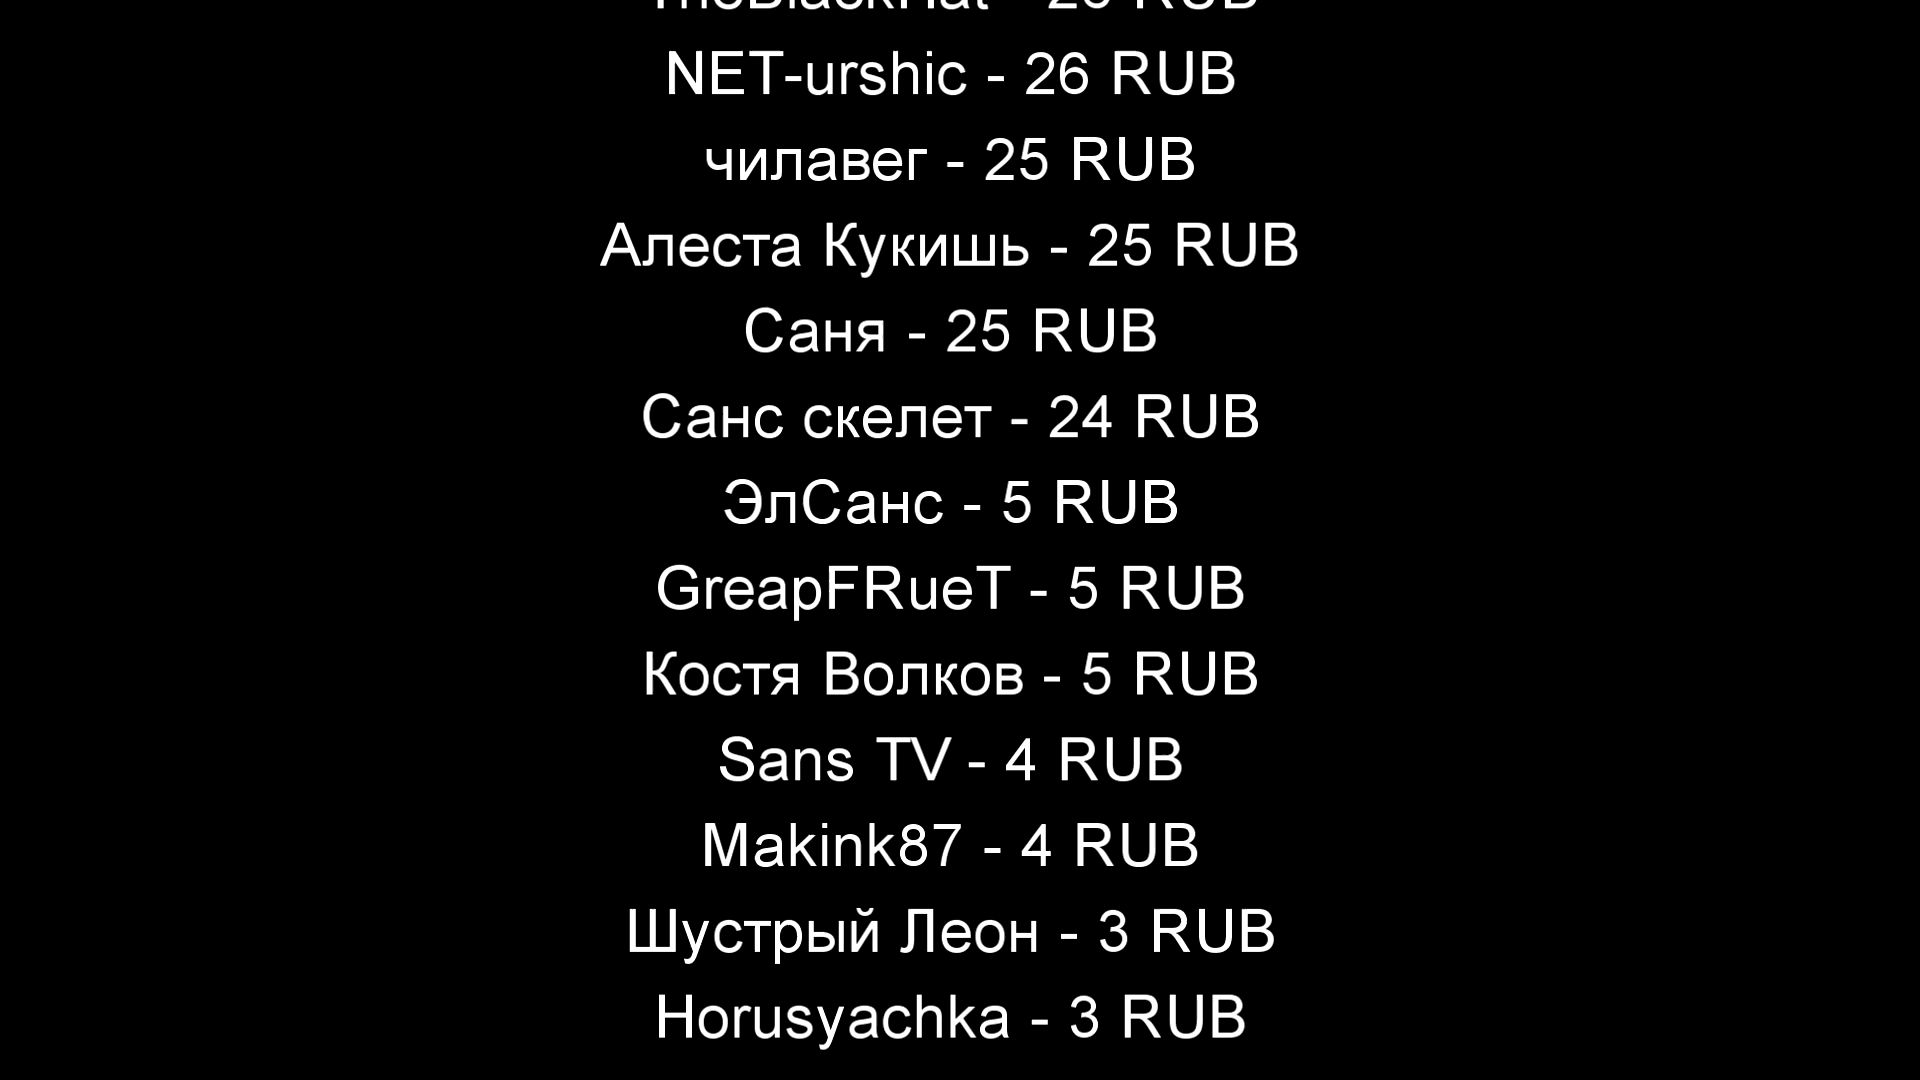 NET-urshic - 26 RUB
чилавег - 25 RUB
Алеста Кукишь - 25 RUB
Саня - 25 RUB
Санс скелет - 24 RUB
ЭлСанс - 5 RUB
GreapFRueT - 5 RUB
Костя Волков - 5 RUB
Sans TV - 4 RUB
Makink87 - 4 RUB
Шустрый Леон - 3 RUB
Horusyachka - 3 RUB